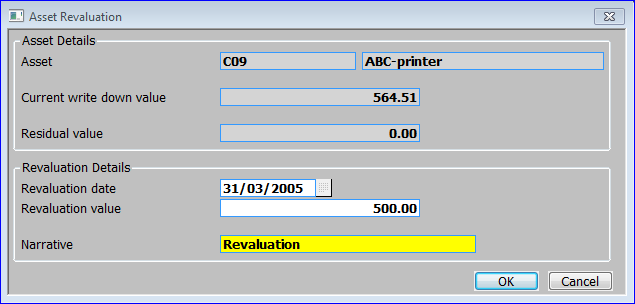 Asset Revaluation
Asset Details
Asset C09 ABC-printer
Current write down value 564.51
Residual value 0.00
Revaluation Details
Revaluation date 31/03/2005
Revaluation value 500.00
Narrative Revaluation
OK Cancel